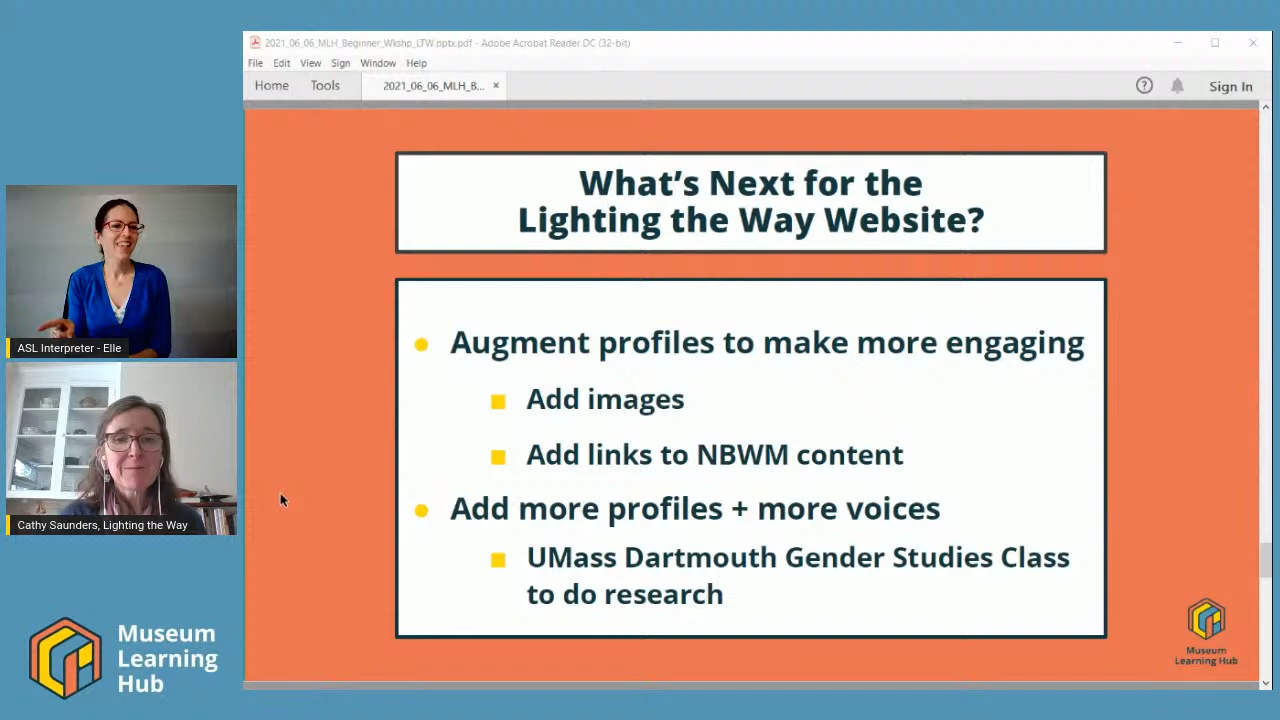 2021_06_06_MLH_Beginner_Wkshp_LTW.pptx.pdf - Adobe Acrobat Reader DC (32-bit)
File Edit View Sign Window Help
Home Tools 2021_06_06_MLH_B... × Sign In
What's Next for the
Lighting the Way Website?
Augment profiles to make more engaging
Add images
Add links to NBWM content
Add more profiles + more voices
UMass Dartmouth Gender Studies Class
to do research
Museum
Learning Hub
ASL Interpreter - Elle
Cathy Saunders, Lighting the Way
Museum
Learning
Hub